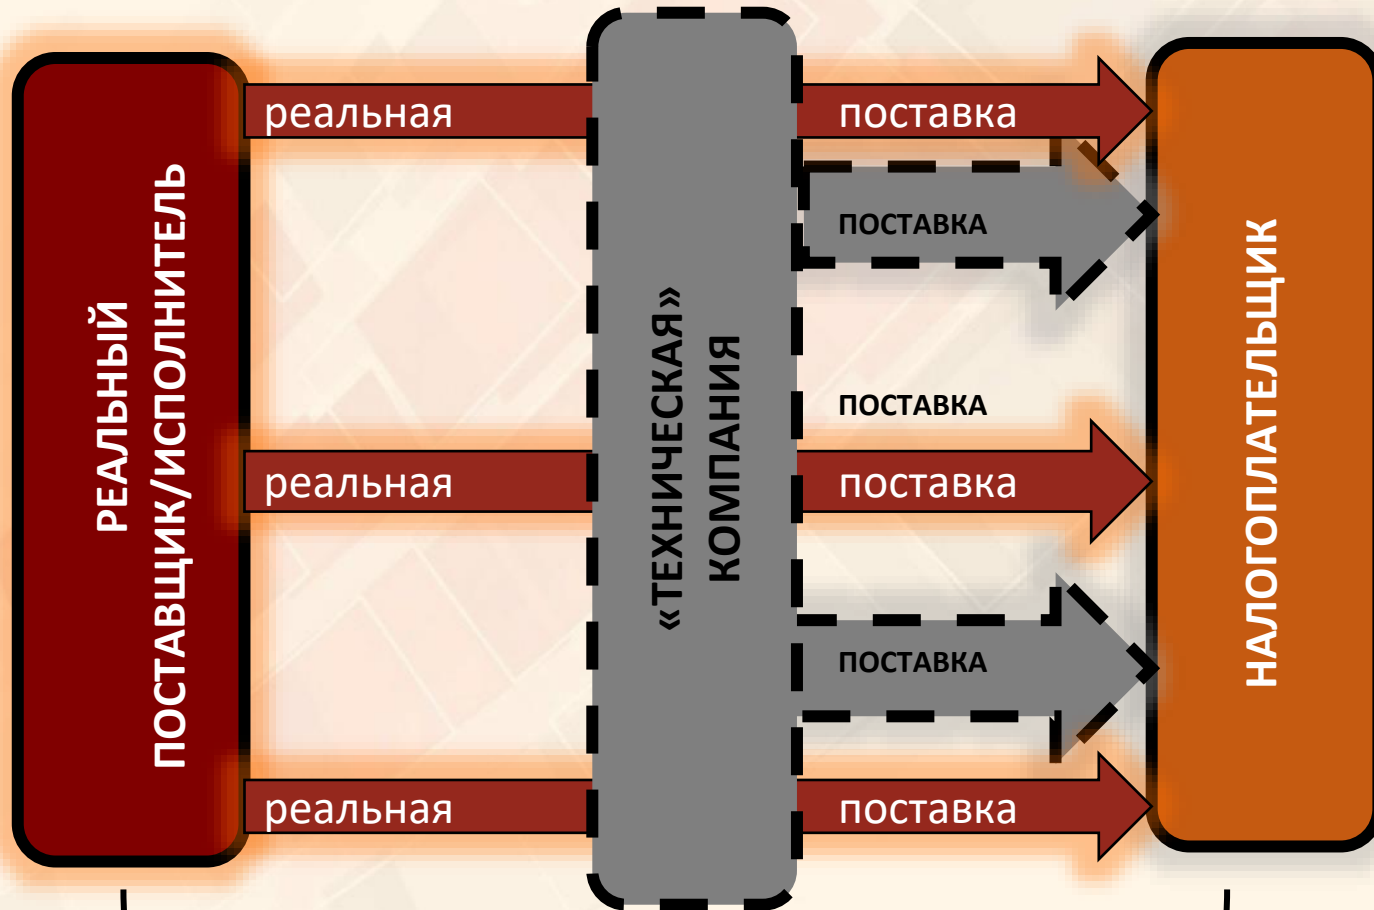 РЕАЛЬНЫЙ
ПОСТАВЩИК/ИСПОЛНИТЕЛЬ
«ТЕХНИЧЕСКАЯ»
КОМПАНИЯ
НАЛОГОПЛАТЕЛЬЩИК
реальная
поставка
ПОСТАВКА
ПОСТАВКА
реальная
поставка
ПОСТАВКА
реальная
поставка